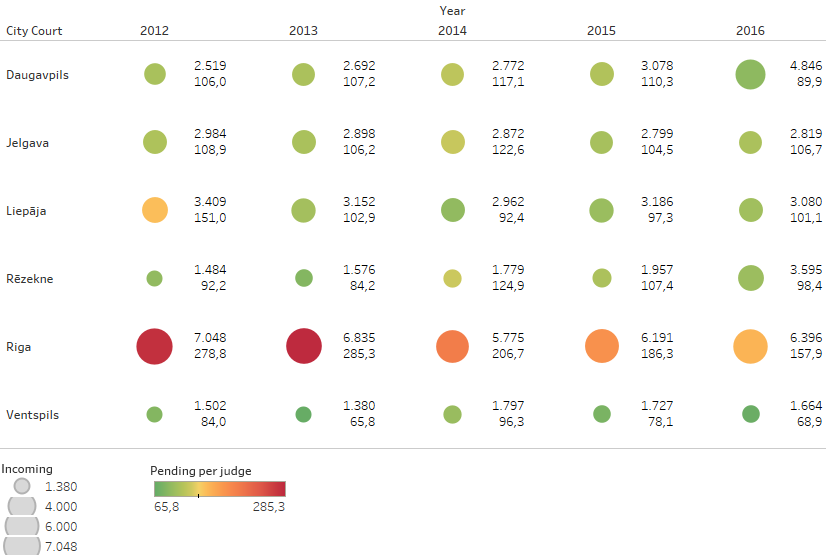 Year
City Court 2012 2013 2014 2015 2016
Daugavpils 2.519 2.692 2.772 3.078 4.846
106,0 107,2 117,1 110,3 89,9
Jelgava 2.984 2.898 2.872 2.799 2.819
108,9 106,2 122,6 104,5 106,7
Liepāja 3.409 3.152 2.962 3.186 3.080
151,0 102,9 92,4 97,3 101,1
Rēzekne 1.484 1.576 1.779 1.957 3.595
92,2 84,2 124,9 107,4 98,4
Riga 7.048 6.835 5.775 6.191 6.396
278,8 285,3 206,7 186,3 157,9
Ventspils 1.502 1.380 1.797 1.727 1.664
84,0 65,8 96,3 78,1 68,9
Incoming
1.380
4.000
6.000
7.048
Pending per judge
65,8 285,3